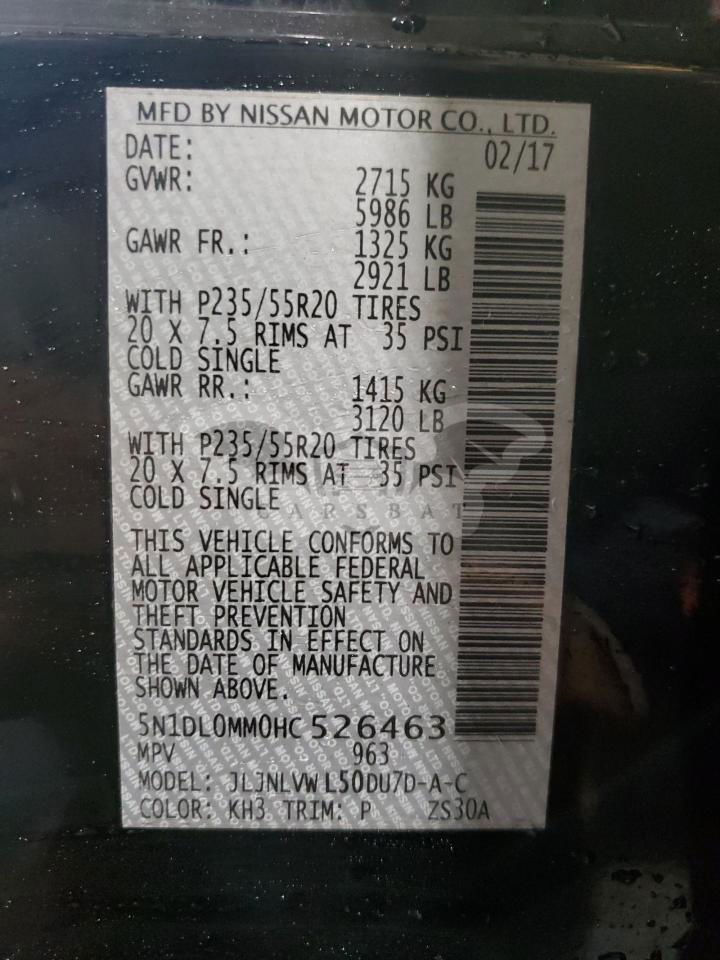 MFD BY NISSAN MOTOR CO., LTD.
DATE: 02/17
GVWR: 2715 KG
5986 LB
GAWR FR.: 1325 KG
2921 LB
WITH P235/55R20 TIRES
20 X 7.5 RIMS AT 35 PSI
COLD SINGLE
GAWR RR.: 1415 KG
3120 LB
WITH P235/55R20 TIRES
20 X 7.5 RIMS AT 35 PSI
COLD SINGLE
ARSBAT
THIS VEHICLE CONFORMS TO
ALL APPLICABLE FEDERAL
MOTOR VEHICLE SAFETY AND
THEFT PREVENTION
STANDARDS IN EFFECT ON
THE DATE OF MANUFACTURE
SHOWN ABOVE.
5N1DL0MM0HC526463
MPV 963
MODEL: JLJNLVWL50DU7D-A-C
COLOR: KH3 TRIM: P ZS30A